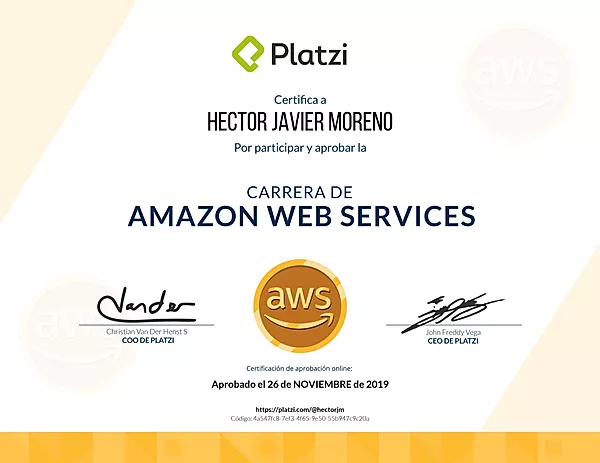 Platzi
aws
Certifica a
HECTOR JAVIER MORENO
Por participar y aprobar la
CARRERA DE
AMAZON WEB SERVICES
aws
Vander
Christian Van Der Henst S
COO DE PLATZI
John Freddy Vega
CEO DE PLATZI
Certificación de aprobación online:
Aprobado el 26 de NOVIEMBRE de 2019
https://platzi.com/@hectorjm
Código: 4a547fc8-7ef3-4f65-9e50-55b947c9c20a